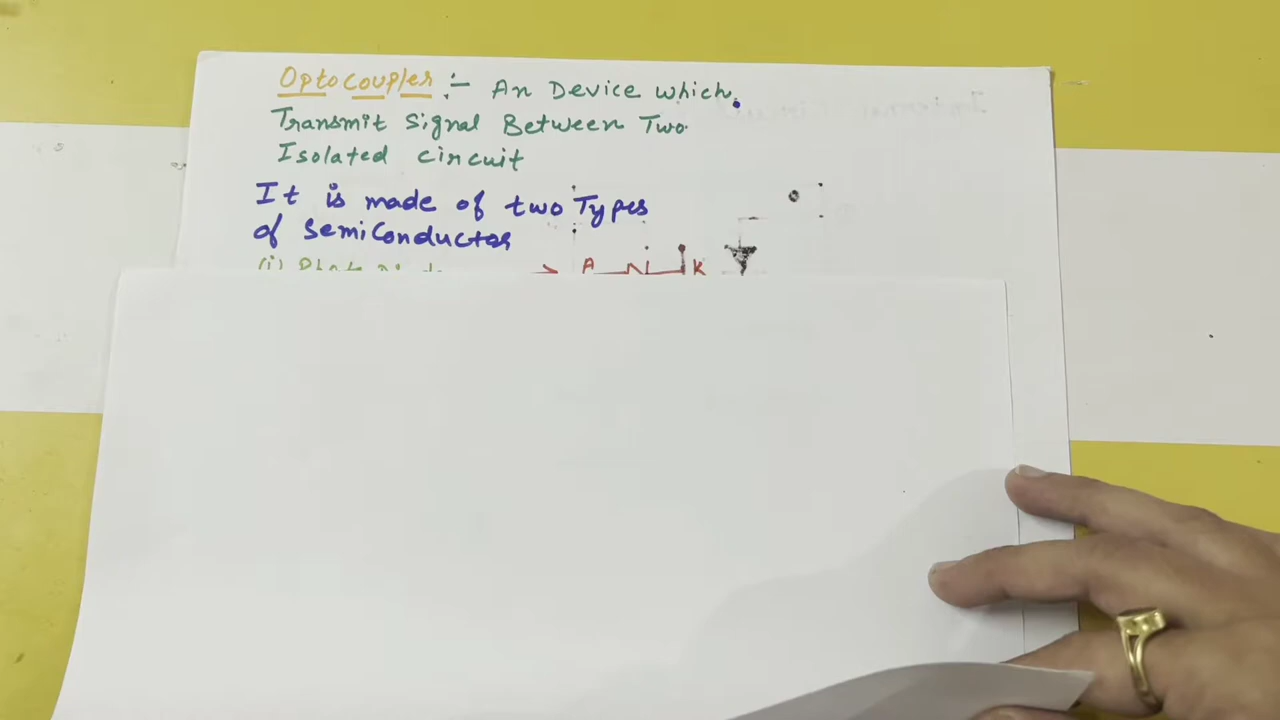 Optocoupler :- An Device which
Transmit Signal Between Two
Isolated circuit
It is made of two Types
of Semiconductor
(i)
A K